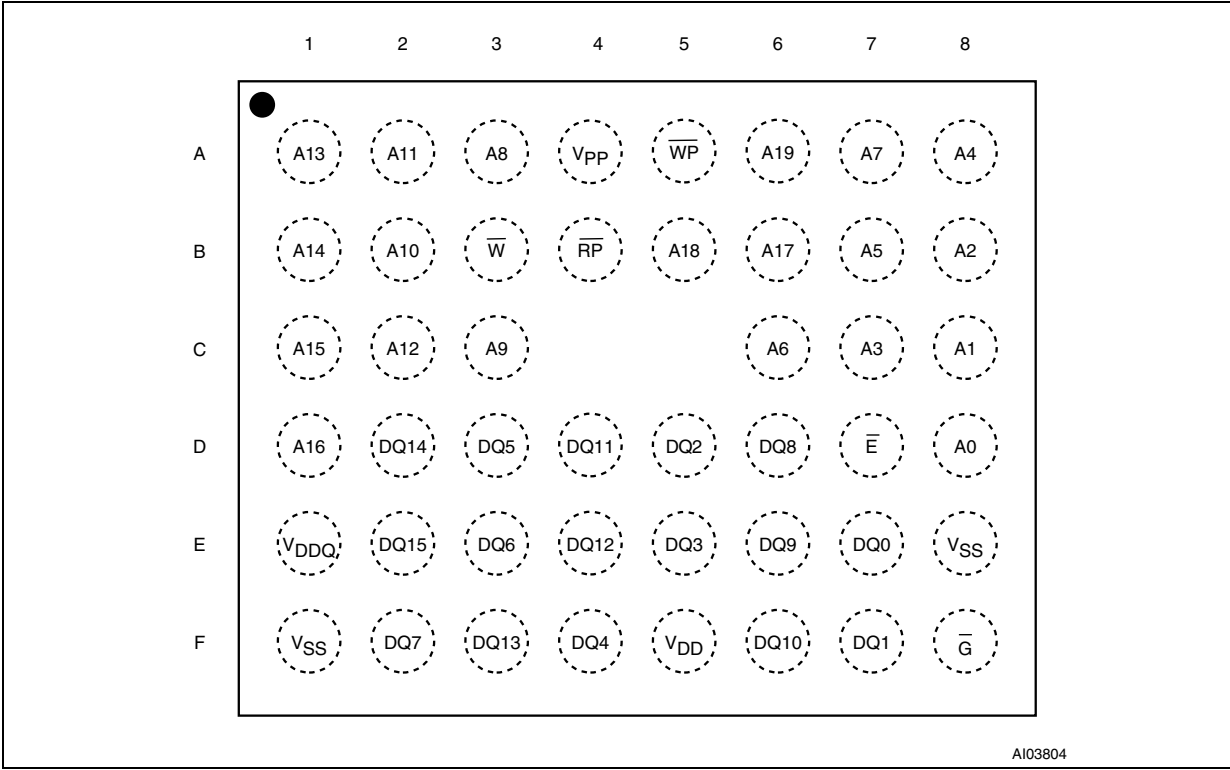 1 2 3 4 5 6 7 8
A A13 A11 A8 VPP W̅P̅ A19 A7 A4
B A14 A10 W̅ R̅P̅ A18 A17 A5 A2
C A15 A12 A9 A6 A3 A1
D A16 DQ14 DQ5 DQ11 DQ2 DQ8 E̅ A0
E VDDQ DQ15 DQ6 DQ12 DQ3 DQ9 DQ0 VSS
F VSS DQ7 DQ13 DQ4 VDD DQ10 DQ1 G̅
AI03804